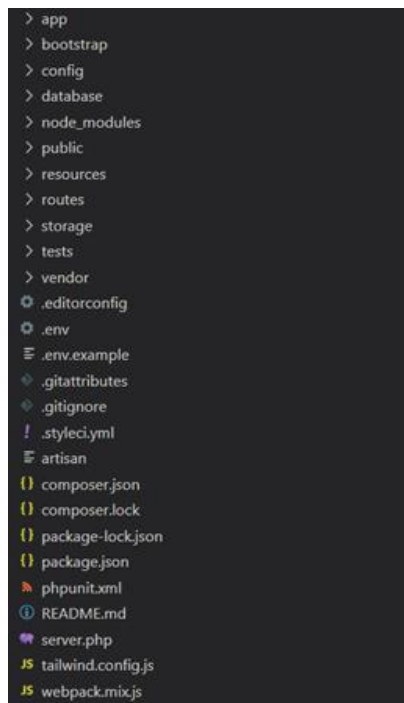 app
bootstrap
config
database
node_modules
public
resources
routes
storage
tests
vendor
.editorconfig
.env
.env.example
.gitattributes
.gitignore
.styleci.yml
artisan
composer.json
composer.lock
package-lock.json
package.json
phpunit.xml
README.md
server.php
JS tailwind.config.js
JS webpack.mix.js